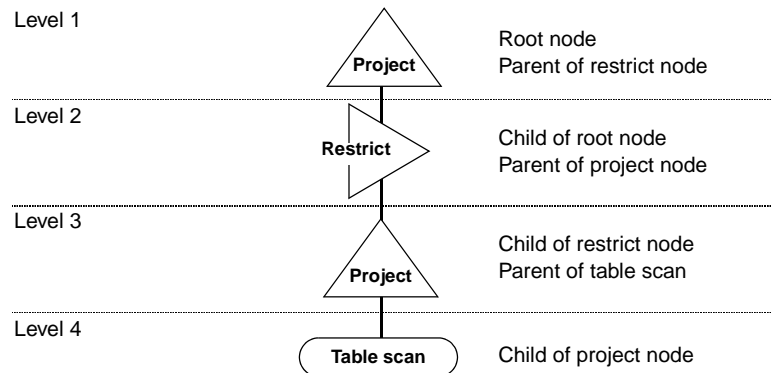 Level 1
Root node
Project
Parent of restrict node
Level 2
Child of root node
Restrict
Parent of project node
Level 3
Child of restrict node
Project
Parent of table scan
Level 4
Table scan
Child of project node